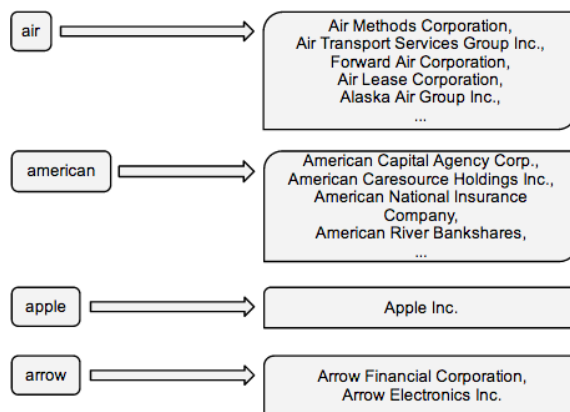 air
Air Methods Corporation,
Air Transport Services Group Inc.,
Forward Air Corporation,
Air Lease Corporation,
Alaska Air Group Inc.,
...
american
American Capital Agency Corp.,
American Caresource Holdings Inc.,
American National Insurance
Company,
American River Bankshares,
...
apple
Apple Inc.
arrow
Arrow Financial Corporation,
Arrow Electronics Inc.